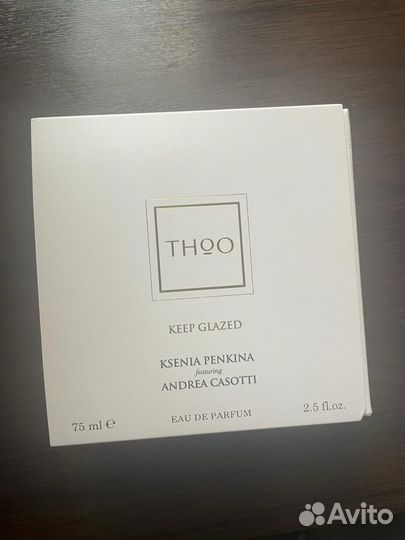 THoO
KEEP GLAZED
KSENIA PENKINA
featuring
ANDREA CASOTTI
75 ml ℮
EAU DE PARFUM
2.5 fl.oz.
Avito